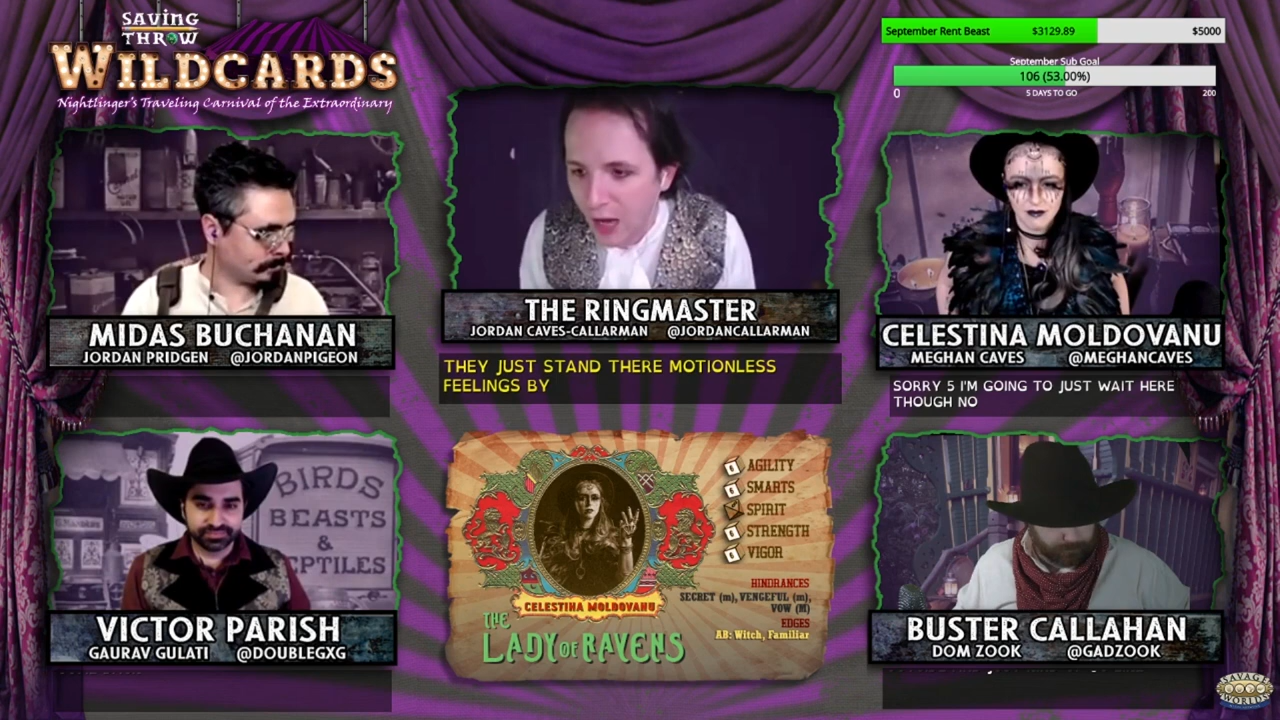 SAVING
THROW
WILDCARDS
Nightlinger's Traveling Carnival of the Extraordinary
September Rent Beast $3129.89 $5000
September Sub Goal
106 (53.00%)
0 5 DAYS TO GO 200
MIDAS BUCHANAN
JORDAN PRIDGEN @JORDANPIGEON
THE RINGMASTER
JORDAN CAVES-CALLARMAN @JORDANCALLARMAN
THEY JUST STAND THERE MOTIONLESS
FEELINGS BY
CELESTINA MOLDOVANU
MEGHAN CAVES @MEGHANCAVES
SORRY 5 I'M GOING TO JUST WAIT HERE
THOUGH NO
BIRDS
BEASTS
&
REPTILES
VICTOR PARISH
GAURAV GULATI @DOUBLEGXG
AGILITY
SMARTS
SPIRIT
STRENGTH
VIGOR
HINDRANCES
SECRET (m), VENGEFUL (m),
VOW (M)
EDGES
AB: Witch, Familiar
CELESTINA MOLDOVANU
THE
LADY OF RAVENS
BUSTER CALLAHAN
DOM ZOOK @GADZOOK
SAVAGE
WORLDS